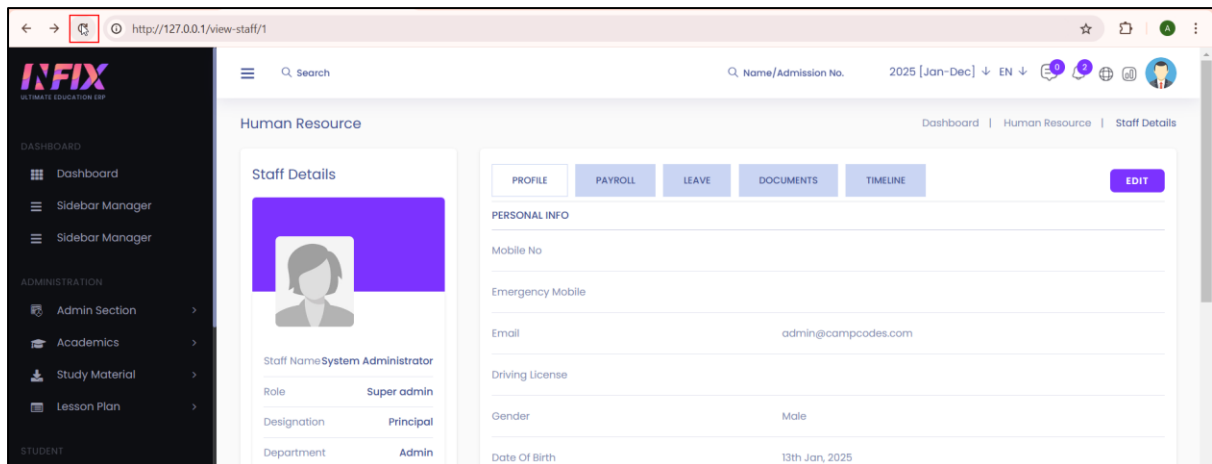 http://127.0.0.1/view-staff/1
A
INFIX
ULTIMATE EDUCATION ERP
Search
Name/Admission No.
2025 [Jan-Dec]
EN
0
2
Human Resource
Dashboard | Human Resource | Staff Details
DASHBOARD
Dashboard
Sidebar Manager
Sidebar Manager
ADMINISTRATION
Admin Section
Academics
Study Material
Lesson Plan
STUDENT
Staff Details
Staff Name System Administrator
Role Super admin
Designation Principal
Department Admin
PROFILE PAYROLL LEAVE DOCUMENTS TIMELINE EDIT
PERSONAL INFO
Mobile No
Emergency Mobile
Email admin@campcodes.com
Driving License
Gender Male
Date Of Birth 13th Jan, 2025